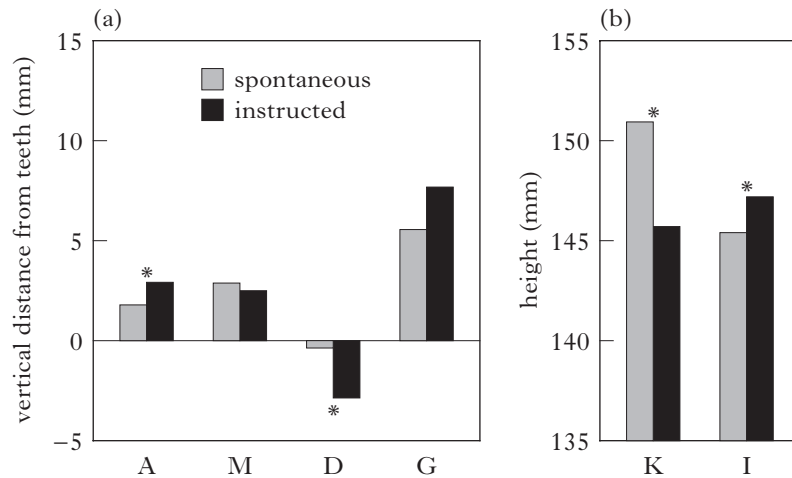 (a)
15
10
5
0
−5
vertical distance from teeth (mm)
spontaneous
instructed
*
*
A M D G
(b)
155
150
145
140
135
height (mm)
*
*
K I